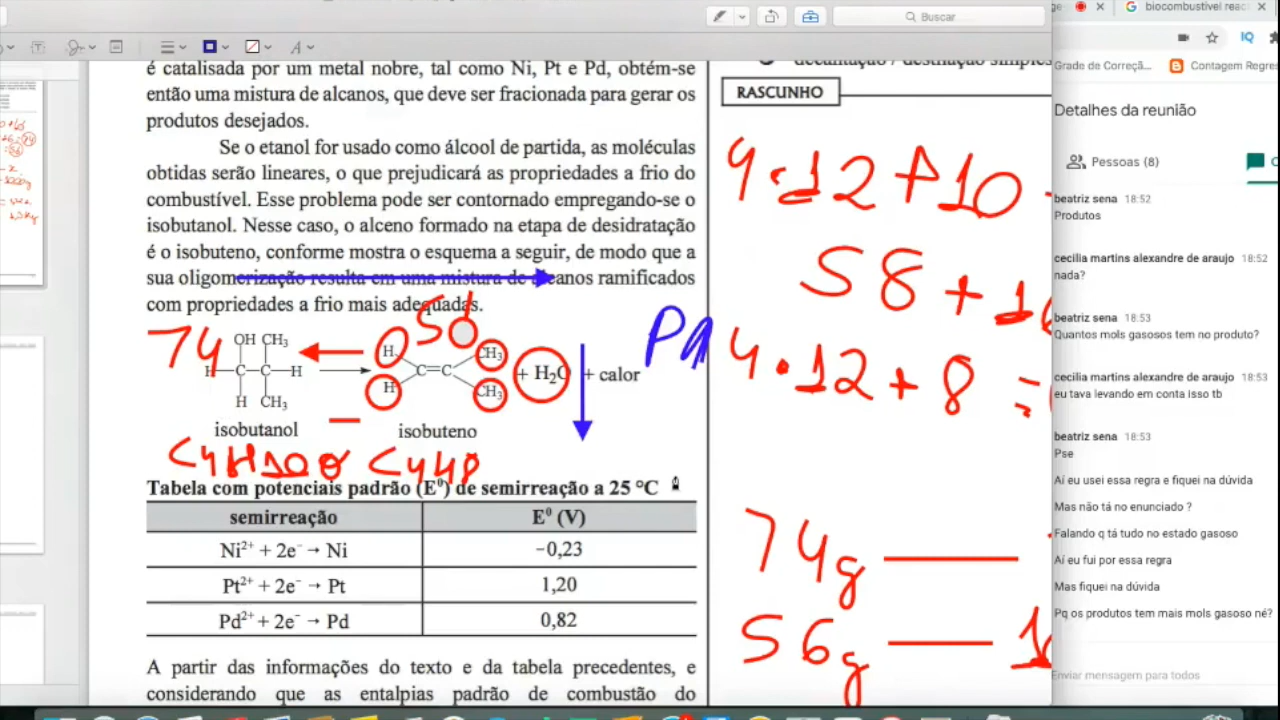 Buscar
biocombustivel reac
é catalisada por um metal nobre, tal como Ni, Pt e Pd, obtém-se
então uma mistura de alcanos, que deve ser fracionada para gerar os
produtos desejados.
Se o etanol for usado como álcool de partida, as moléculas
obtidas serão lineares, o que prejudicará as propriedades a frio do
combustível. Esse problema pode ser contornado empregando-se o
isobutanol. Nesse caso, o alceno formado na etapa de desidratação
é o isobuteno, conforme mostra o esquema a seguir, de modo que a
sua oligomerização resulta em uma mistura de alcanos ramificados
com propriedades a frio mais adequadas.
74
OH CH₃
H C C H
H CH₃
H H C=C CH₃ CH₃
+ H₂O + calor
isobutanol isobuteno
C4H10O C4H8
Tabela com potenciais padrão (E⁰) de semirreação a 25 °C
semirreação E⁰ (V)
Ni²⁺ + 2e⁻ → Ni −0,23
Pt²⁺ + 2e⁻ → Pt 1,20
Pd²⁺ + 2e⁻ → Pd 0,82
A partir das informações do texto e da tabela precedentes, e
considerando que as entalpias padrão de combustão do
decantação / destilação simples
RASCUNHO
4·12+10
58+16
4·12+8=
74g
56g
Grade de Correçã...
Contagem Regres
Detalhes da reunião
Pessoas (8)
beatriz sena 18:52
Produtos
cecilia martins alexandre de araujo 18:52
nada?
beatriz sena 18:53
Quantos mols gasosos tem no produto?
cecilia martins alexandre de araujo 18:53
eu tava levando em conta isso tb
beatriz sena 18:53
Pse
Aí eu usei essa regra e fiquei na dúvida
Mas não tá no enunciado ?
Falando q tá tudo no estado gasoso
Aí eu fui por essa regra
Mas fiquei na dúvida
Pq os produtos tem mais mols gasoso né?
Enviar mensagem para todos